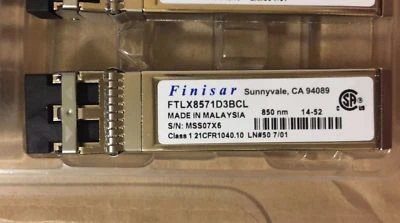 Finisar Sunnyvale, CA 94089
FTLX8571D3BCL
MADE IN MALAYSIA 850 nm 14-52
S/N: MSS07X6
Class 1 21CFR1040.10 LN#50 7/01